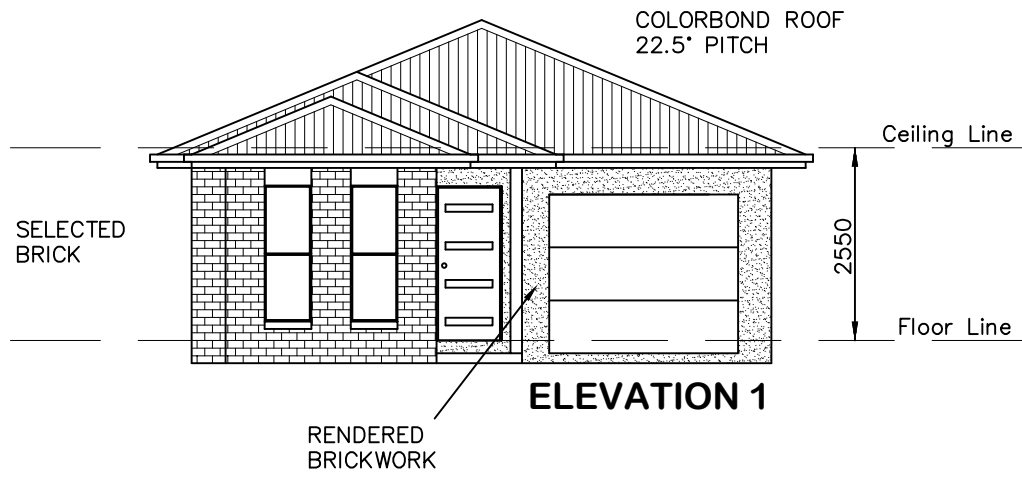 COLORBOND ROOF
22.5° PITCH
Ceiling Line
SELECTED
BRICK
2550
Floor Line
ELEVATION 1
RENDERED
BRICKWORK